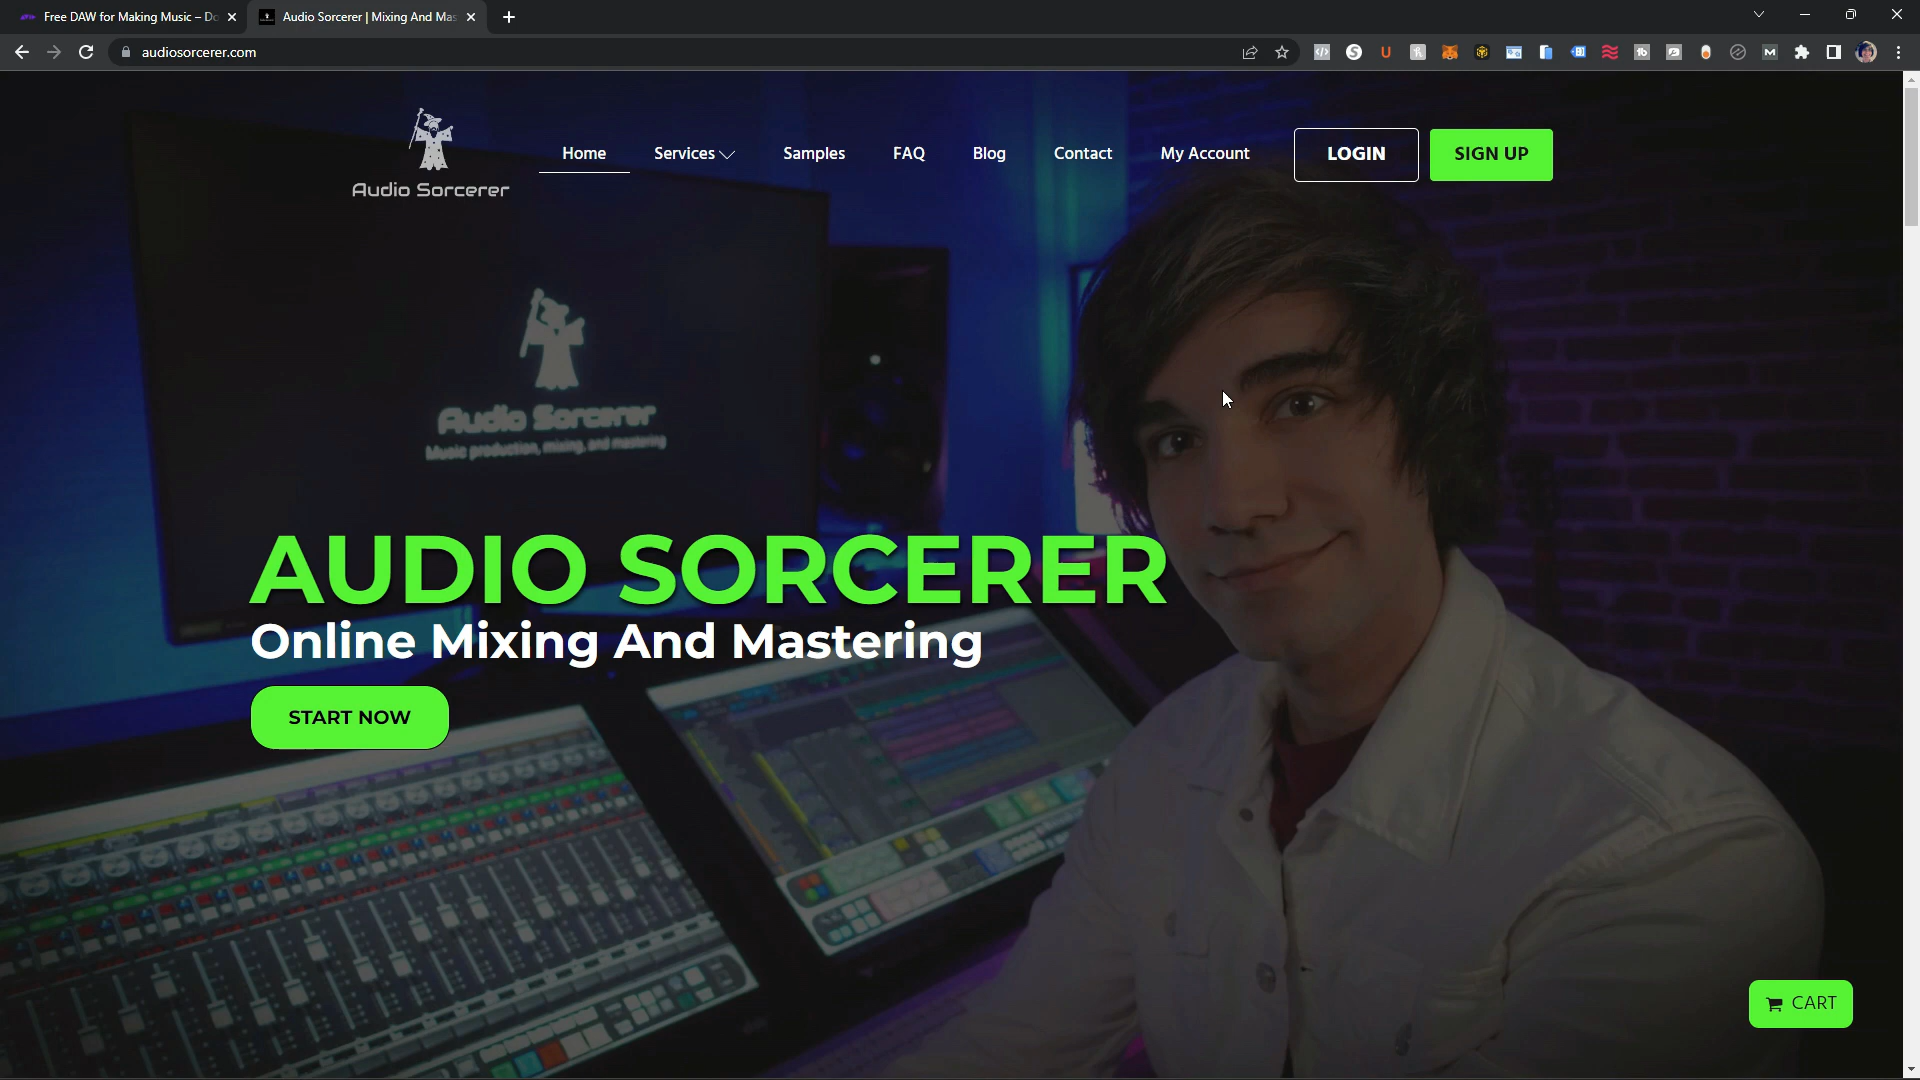 Free DAW for Making Music – Do
Audio Sorcerer | Mixing And Mas
audiosorcerer.com
Audio Sorcerer
Home
Services
Samples
FAQ
Blog
Contact
My Account
LOGIN
SIGN UP
Audio Sorcerer
Music production, mixing, and mastering
AUDIO SORCERER
Online Mixing And Mastering
START NOW
CART